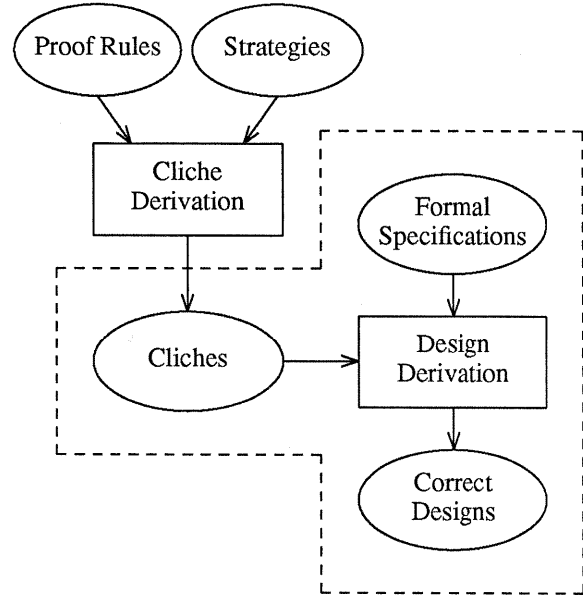 Proof Rules
Strategies
Cliche
Derivation
Formal
Specifications
Cliches
Design
Derivation
Correct
Designs